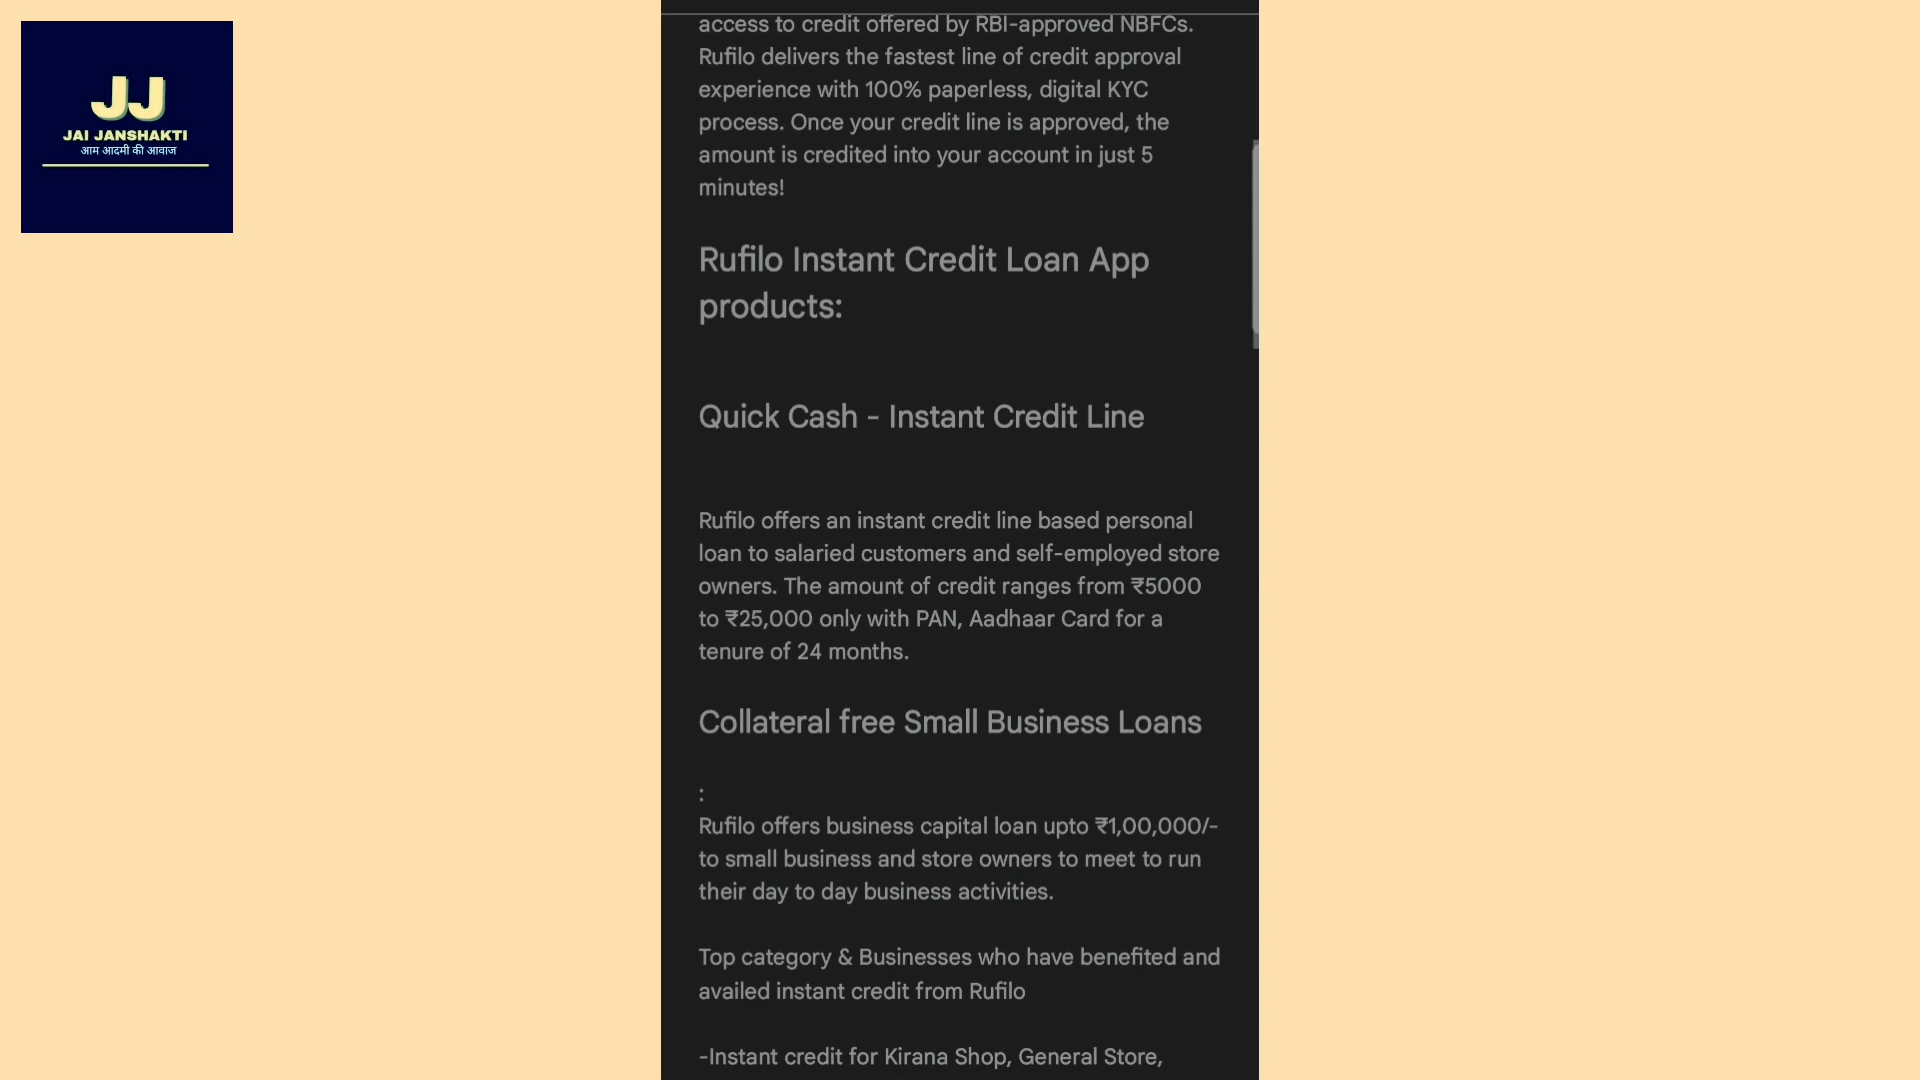 JJ
JAI JANSHAKTI
आम आदमी की आवाज
access to credit offered by RBI-approved NBFCs.
Rufilo delivers the fastest line of credit approval
experience with 100% paperless, digital KYC
process. Once your credit line is approved, the
amount is credited into your account in just 5
minutes!
Rufilo Instant Credit Loan App
products:
Quick Cash - Instant Credit Line
Rufilo offers an instant credit line based personal
loan to salaried customers and self-employed store
owners. The amount of credit ranges from ₹5000
to ₹25,000 only with PAN, Aadhaar Card for a
tenure of 24 months.
Collateral free Small Business Loans
:
Rufilo offers business capital loan upto ₹1,00,000/-
to small business and store owners to meet to run
their day to day business activities.
Top category & Businesses who have benefited and
availed instant credit from Rufilo
-Instant credit for Kirana Shop, General Store,